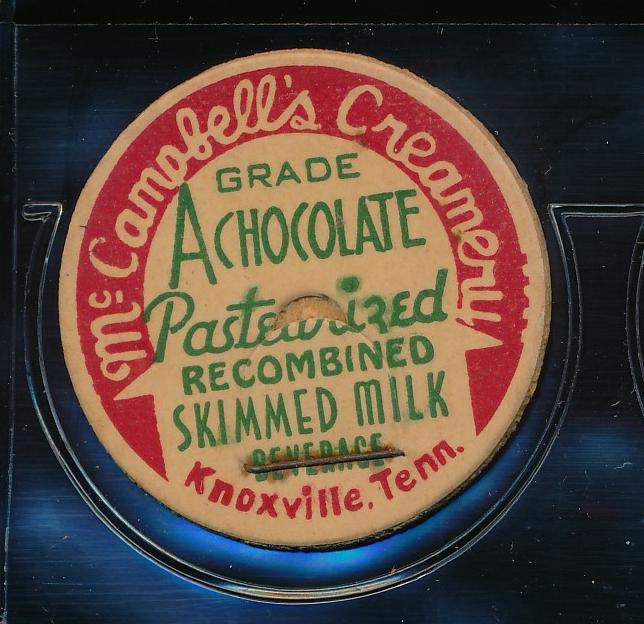 McCampbell's Creamery
GRADE
A CHOCOLATE
Pasteurized
RECOMBINED
SKIMMED MILK
BEVERAGE
Knoxville, Tenn.